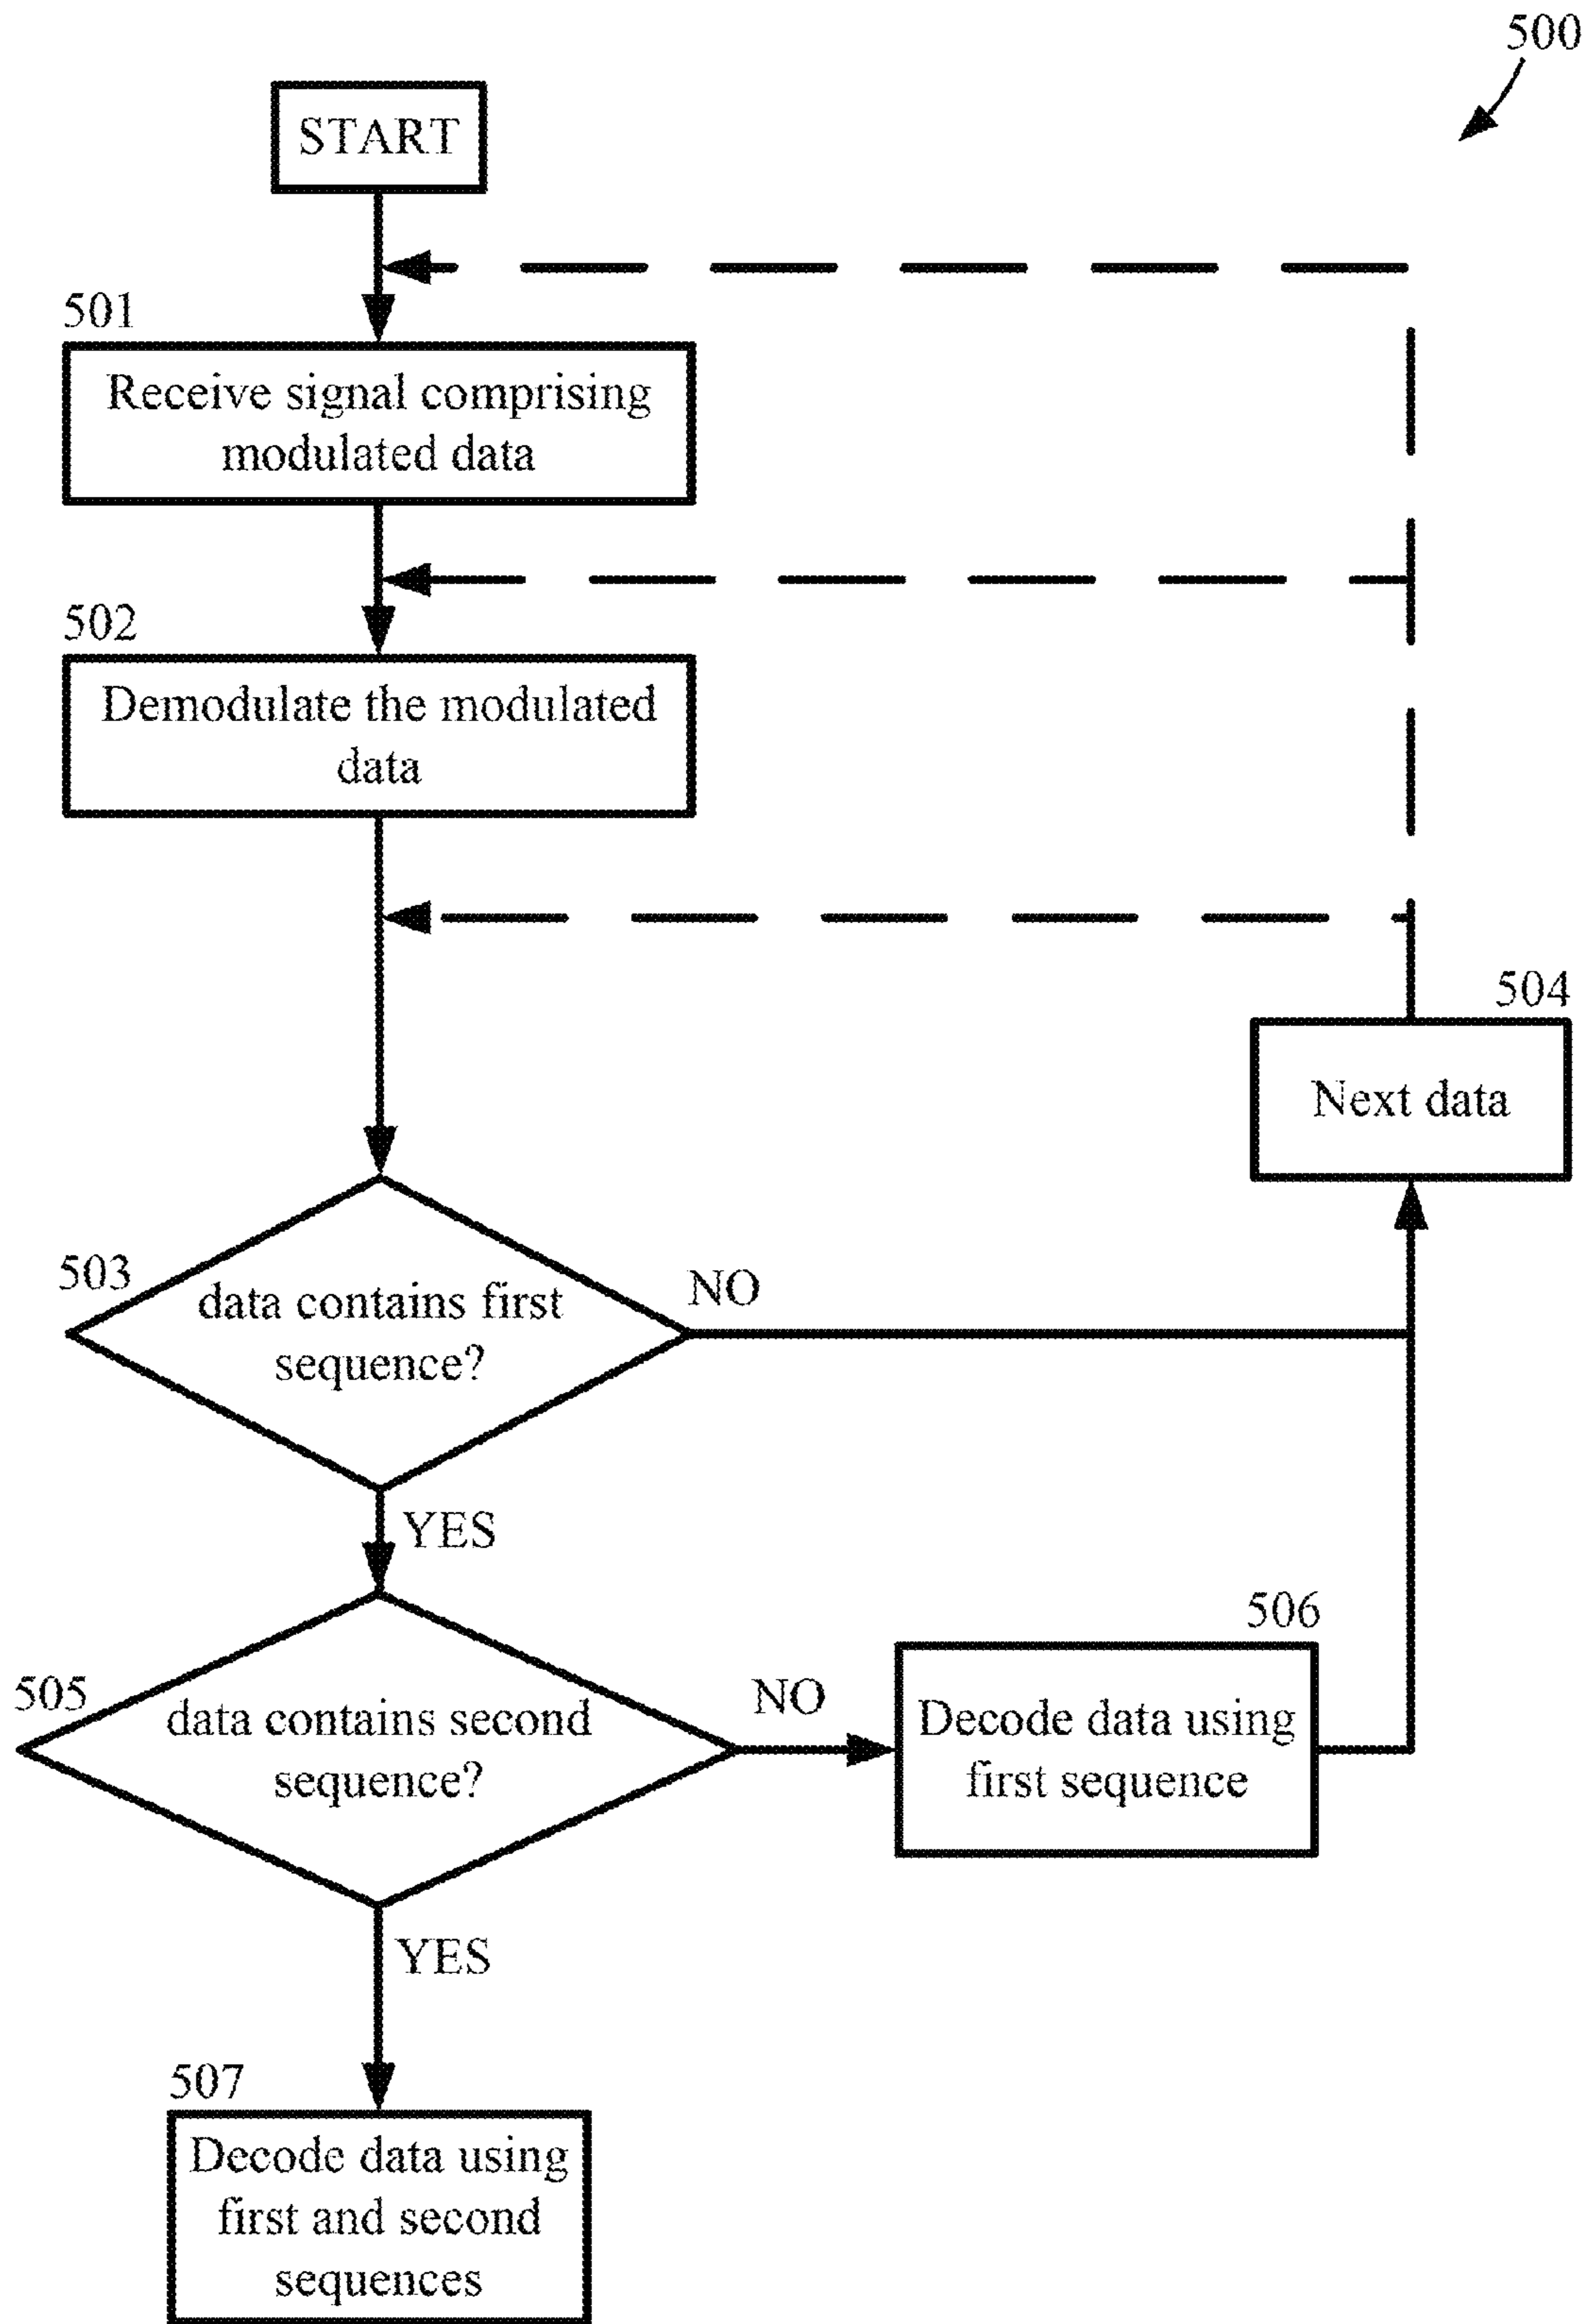 500
START
501
Receive signal comprising
modulated data
502
Demodulate the modulated
data
504
Next data
503
data contains first
sequence?
NO
YES
505
data contains second
sequence?
NO
506
Decode data using
first sequence
YES
507
Decode data using
first and second
sequences